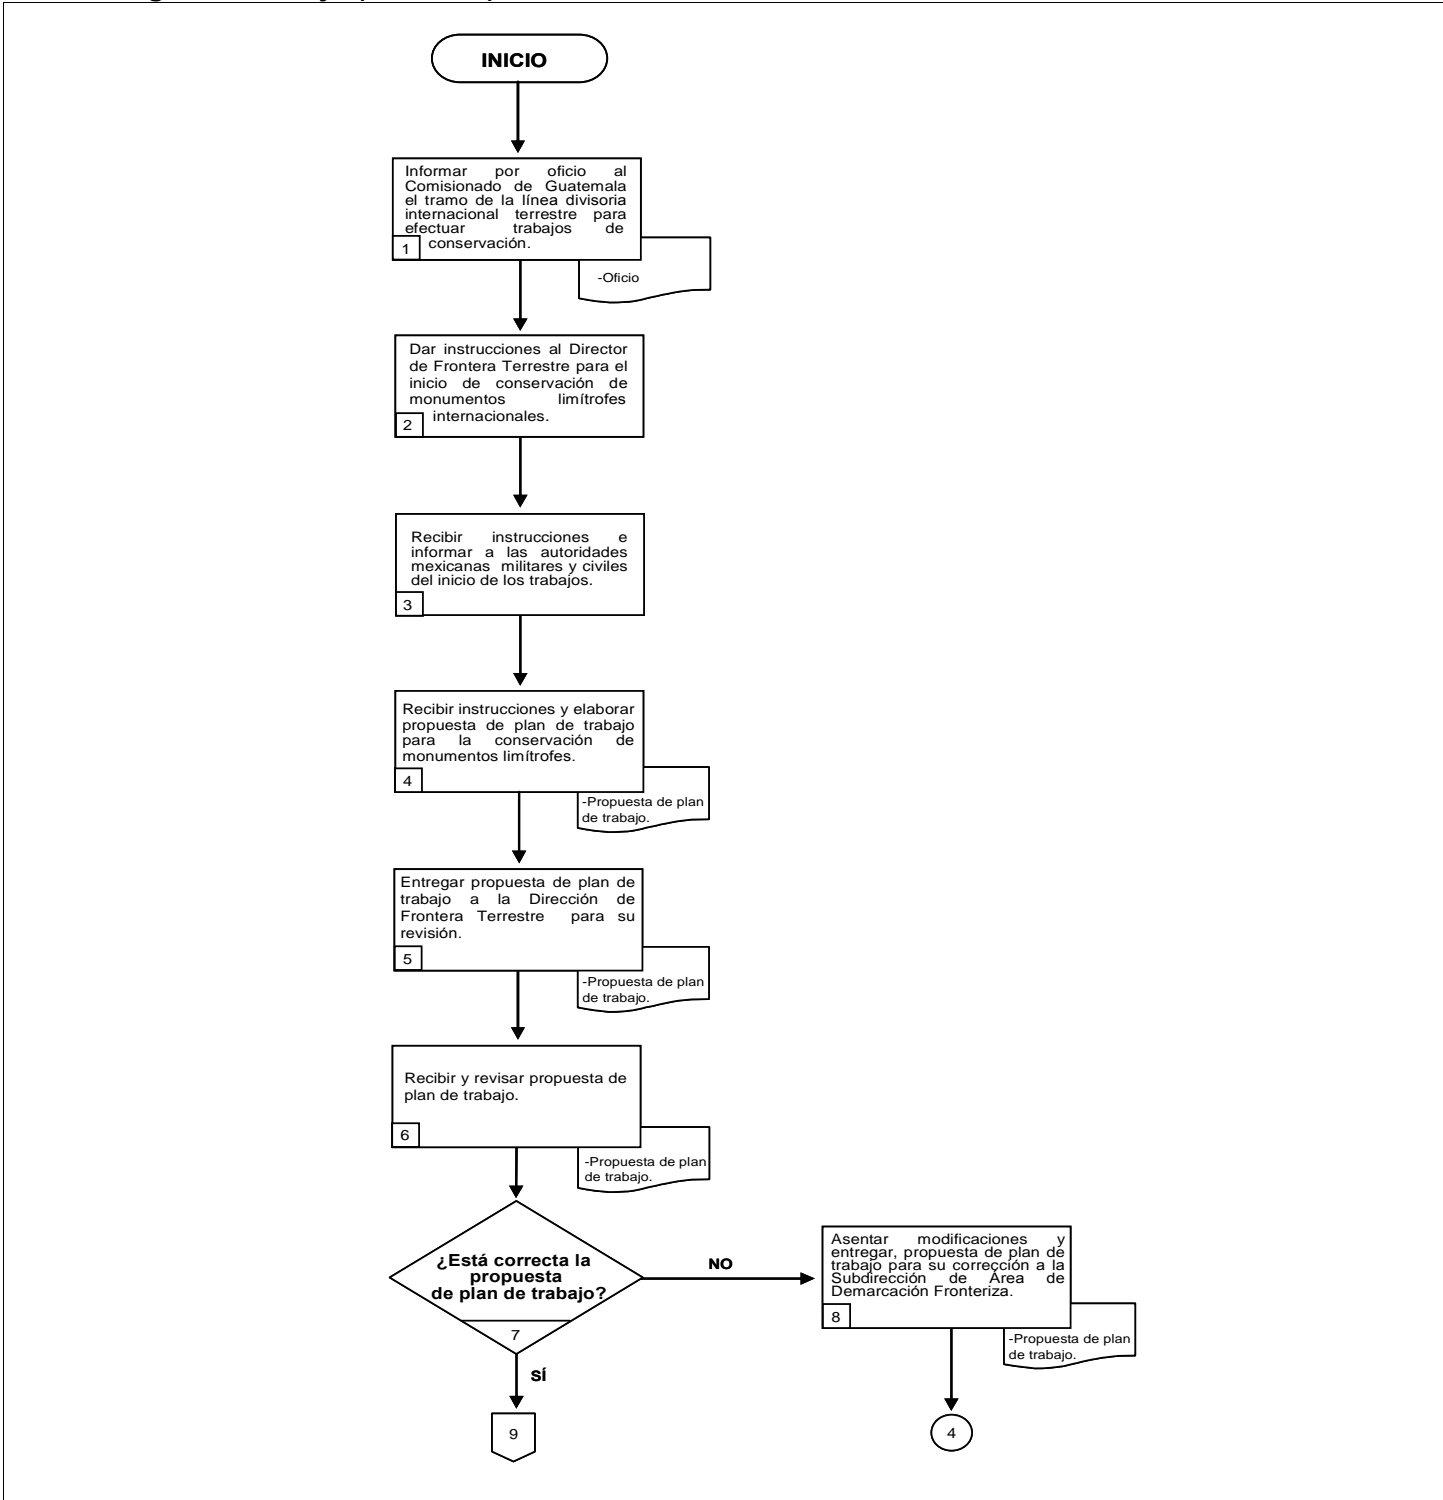 INICIO
Informar por oficio al
Comisionado de Guatemala
el tramo de la línea divisoria
internacional terrestre para
efectuar trabajos de
conservación.
1
-Oficio
Dar instrucciones al Director
de Frontera Terrestre para el
inicio de conservación de
monumentos limítrofes
internacionales.
2
Recibir instrucciones e
informar a las autoridades
mexicanas militares y civiles
del inicio de los trabajos.
3
Recibir instrucciones y elaborar
propuesta de plan de trabajo
para la conservación de
monumentos limítrofes.
4
-Propuesta de plan
de trabajo.
Entregar propuesta de plan de
trabajo a la Dirección de
Frontera Terrestre para su
revisión.
5
-Propuesta de plan
de trabajo.
Recibir y revisar propuesta de
plan de trabajo.
6
-Propuesta de plan
de trabajo.
¿Está correcta la
propuesta
de plan de trabajo?
7
NO
Asentar modificaciones y
entregar, propuesta de plan de
trabajo para su corrección a la
Subdirección de Área de
Demarcación Fronteriza.
8
-Propuesta de plan
de trabajo.
SÍ
9
4